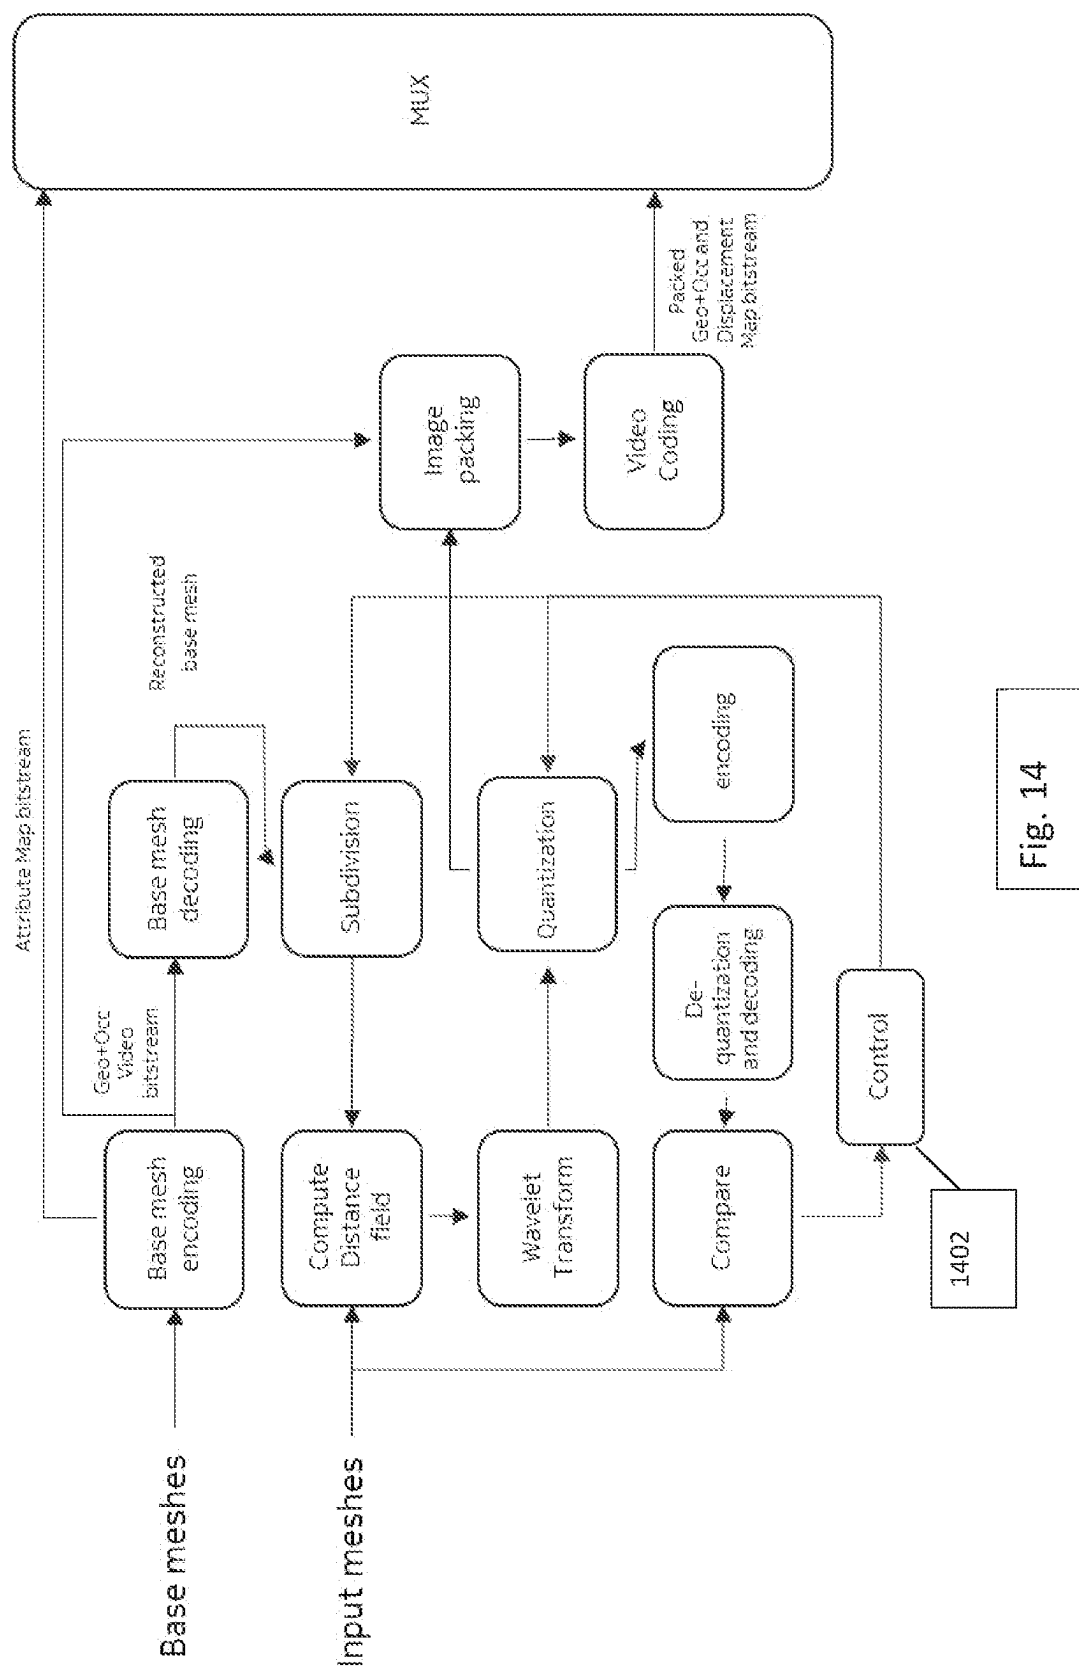 MUX
Attribute Map bitstream
Reconstructed
base mesh
Geo+Occ
Video
bitstream
Base meshes
Base mesh
encoding
Base mesh
decoding
Input meshes
Compute
Distance
field
Subdivision
Image
packing
Wavelet
Transform
Quantization
Video
Coding
Packed
Geo+Occ and
Displacement
Map bitstream
Compare
De-
quantization
and decoding
encoding
Control
1402
Fig. 14